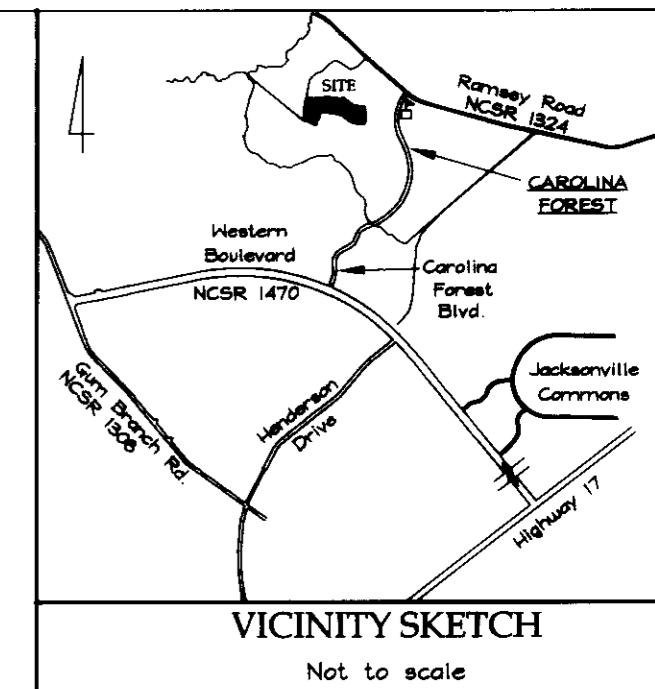 SITE
Ramsey Road
NCSR 1324
CAROLINA
FOREST
Western
Boulevard
NCSR 1470
Carolina
Forest
Blvd.
Gum Branch Rd.
NCSR 1308
Henderson
Drive
Jacksonville
Commons
Highway 17
VICINITY SKETCH
Not to scale